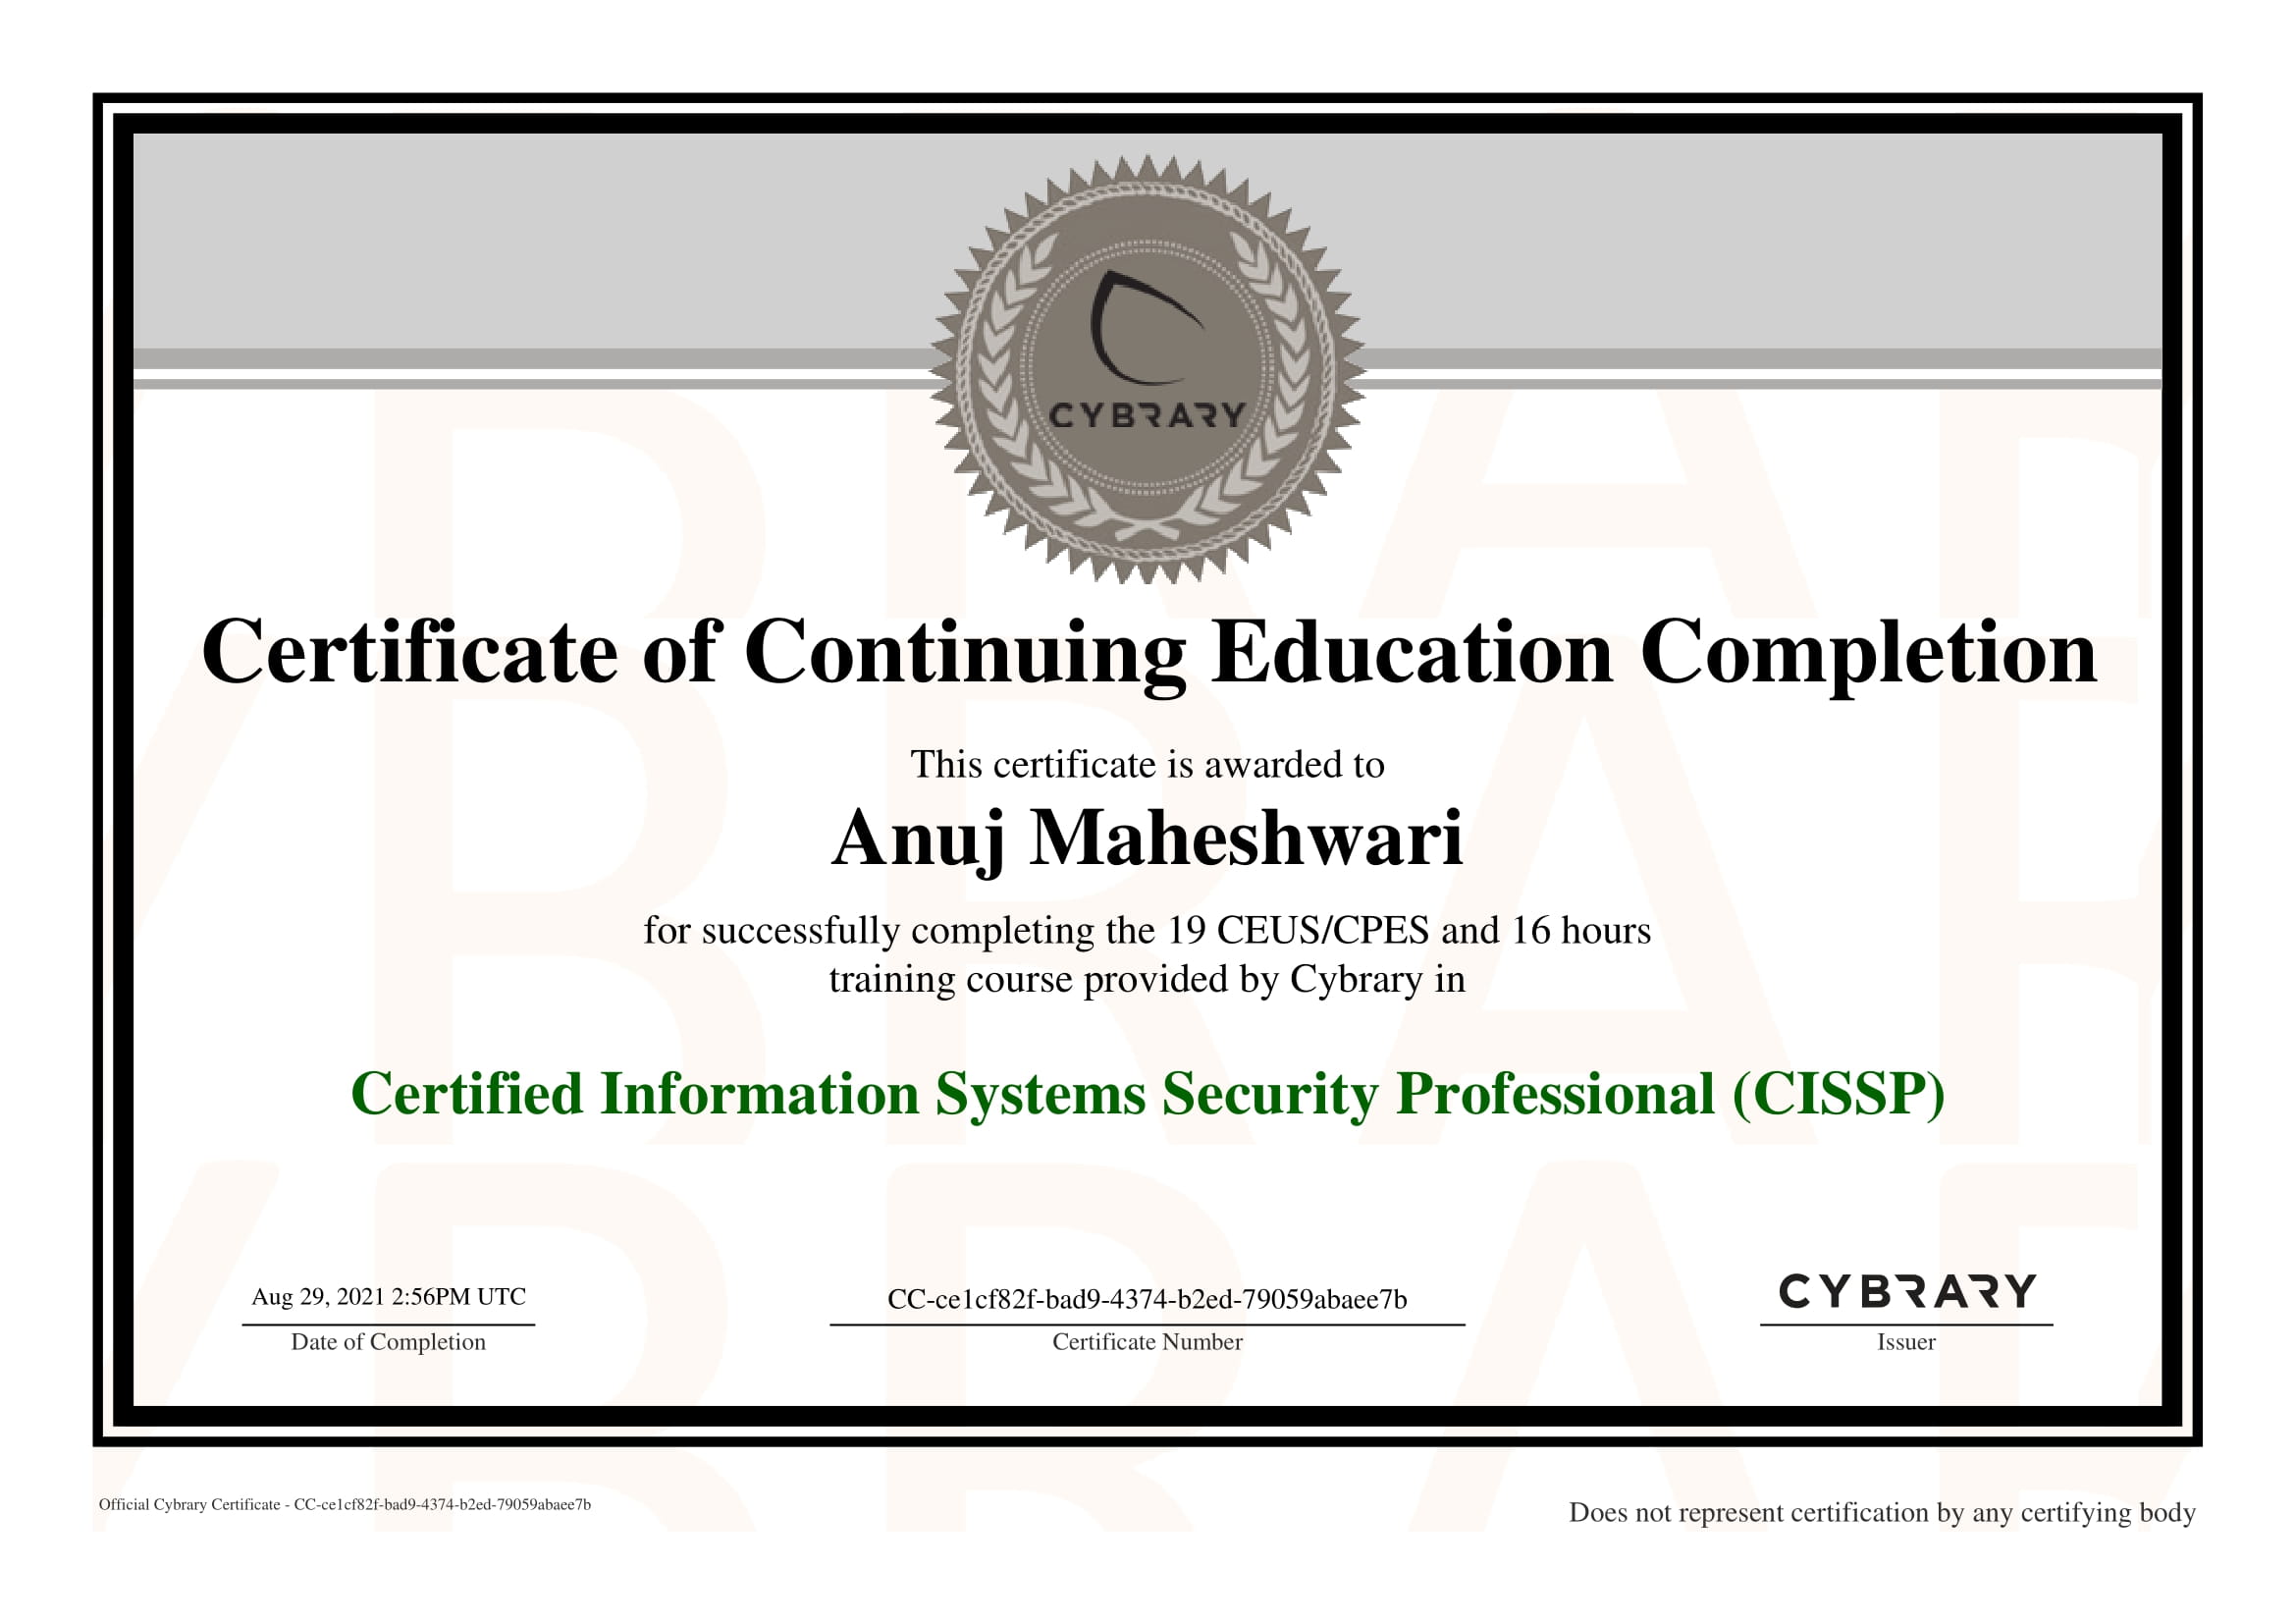 CYBRARY
Certificate of Continuing Education Completion
This certificate is awarded to
Anuj Maheshwari
for successfully completing the 19 CEUS/CPES and 16 hours
training course provided by Cybrary in
Certified Information Systems Security Professional (CISSP)
Aug 29, 2021 2:56PM UTC
Date of Completion
CC-ce1cf82f-bad9-4374-b2ed-79059abaee7b
Certificate Number
CYBRARY
Issuer
Official Cybrary Certificate - CC-ce1cf82f-bad9-4374-b2ed-79059abaee7b
Does not represent certification by any certifying body